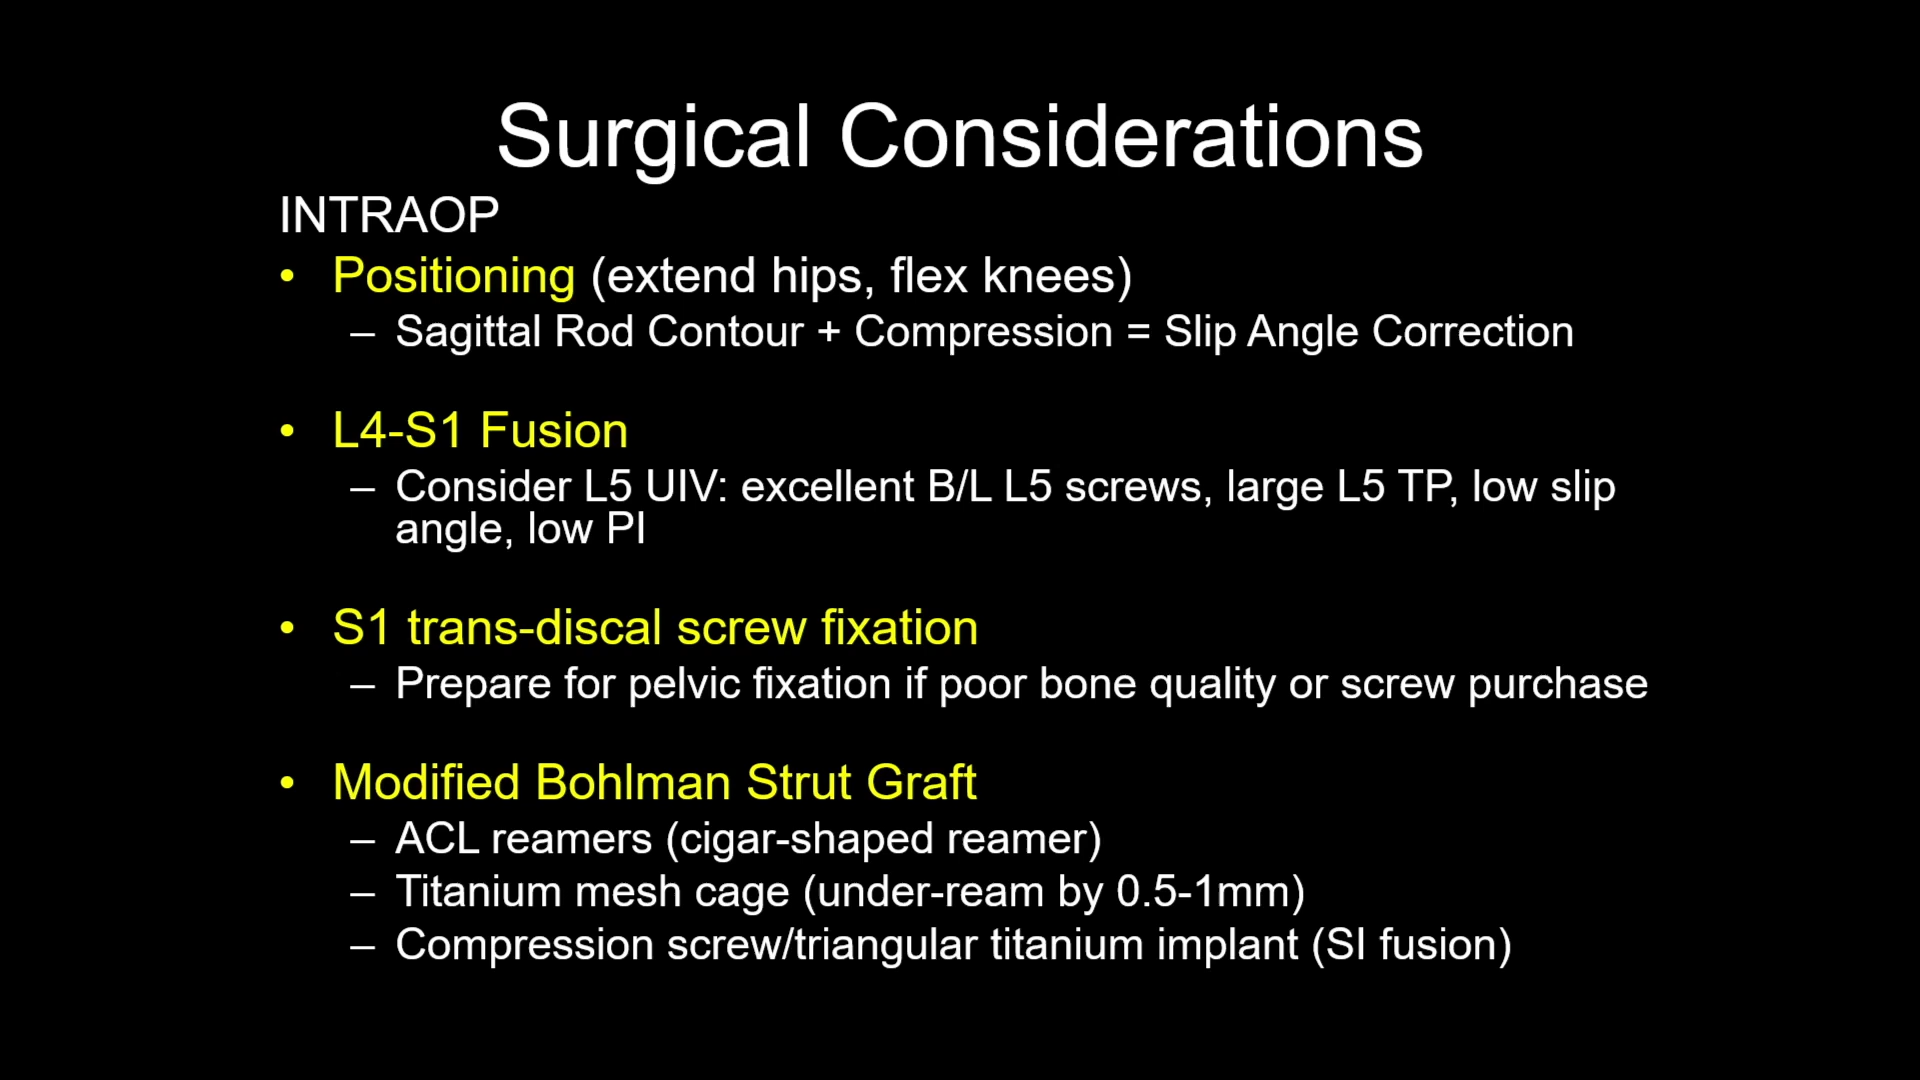 Surgical Considerations
INTRAOP
• Positioning (extend hips, flex knees)
– Sagittal Rod Contour + Compression = Slip Angle Correction
• L4-S1 Fusion
– Consider L5 UIV: excellent B/L L5 screws, large L5 TP, low slip
angle, low PI
• S1 trans-discal screw fixation
– Prepare for pelvic fixation if poor bone quality or screw purchase
• Modified Bohlman Strut Graft
– ACL reamers (cigar-shaped reamer)
– Titanium mesh cage (under-ream by 0.5-1mm)
– Compression screw/triangular titanium implant (SI fusion)